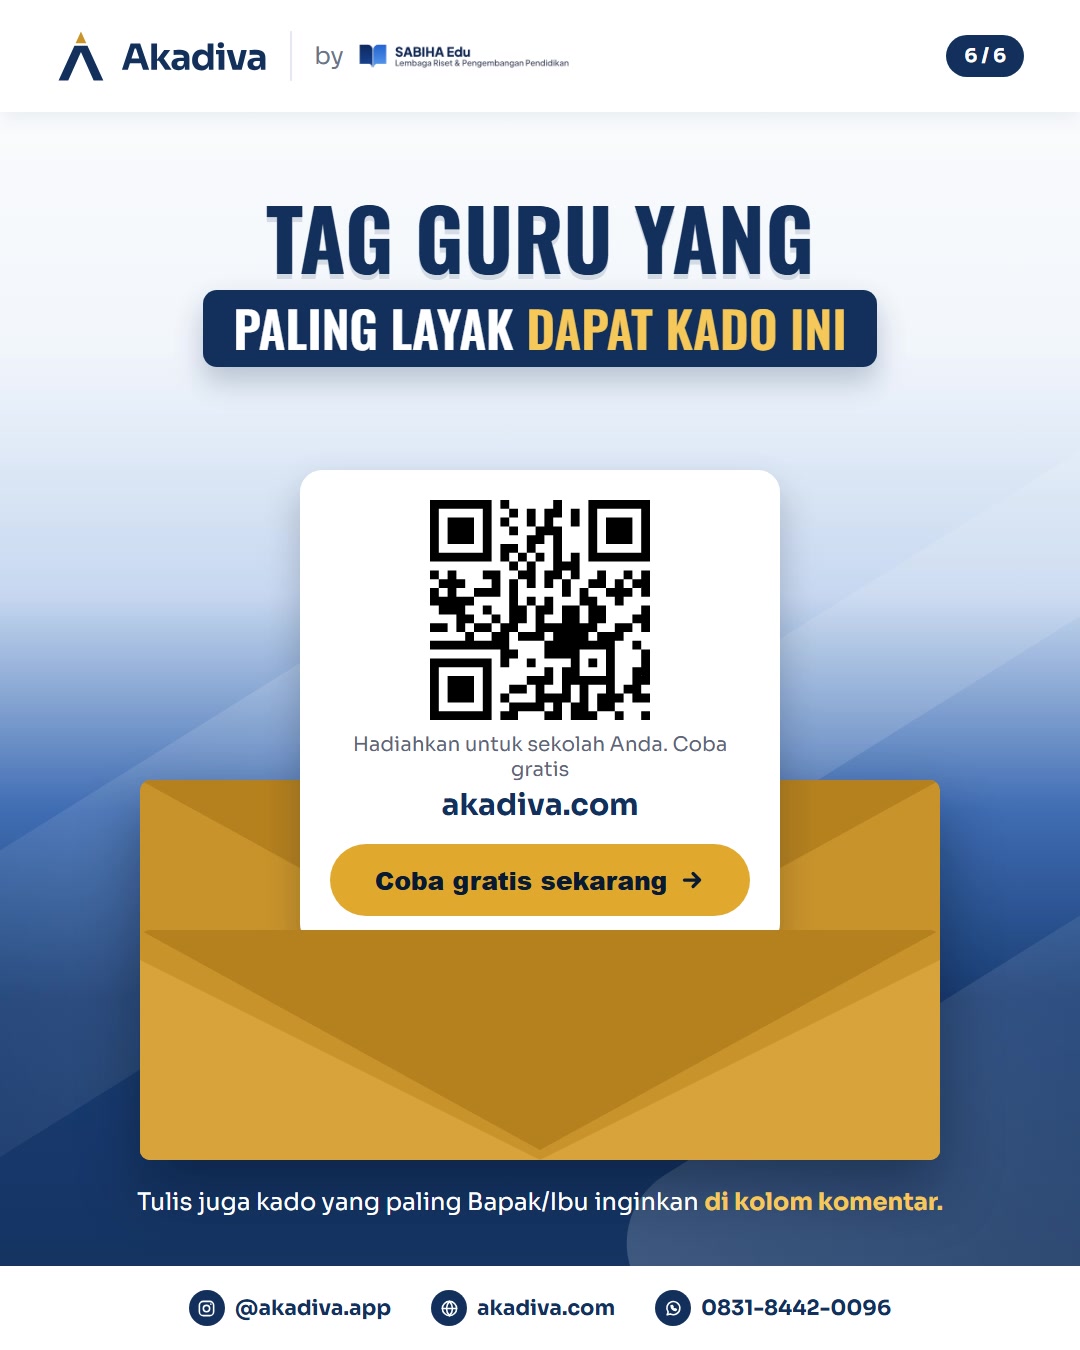 Akadiva
by
SABIHA Edu
Lembaga Riset & Pengembangan Pendidikan
6/6
TAG GURU YANG
PALING LAYAK DAPAT KADO INI
Hadiahkan untuk sekolah Anda. Coba
gratis
akadiva.com
Coba gratis sekarang →
Tulis juga kado yang paling Bapak/Ibu inginkan di kolom komentar.
@akadiva.app
akadiva.com
0831-8442-0096